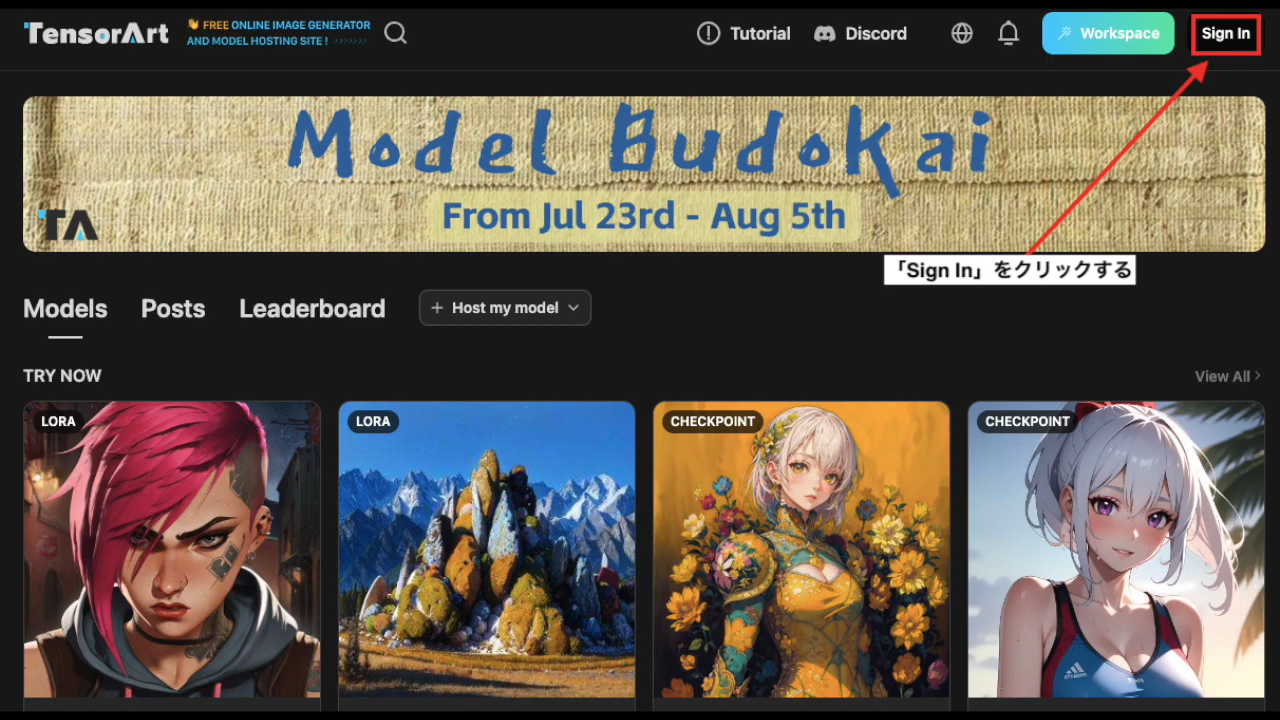 TensorArt
👋 FREE ONLINE IMAGE GENERATOR
AND MODEL HOSTING SITE ! ›››››››
Tutorial
Discord
Workspace
Sign In
Model Budokai
From Jul 23rd - Aug 5th
TA
「Sign In」をクリックする
Models
Posts
Leaderboard
+ Host my model
TRY NOW
View All >
LORA
LORA
CHECKPOINT
CHECKPOINT
adidas